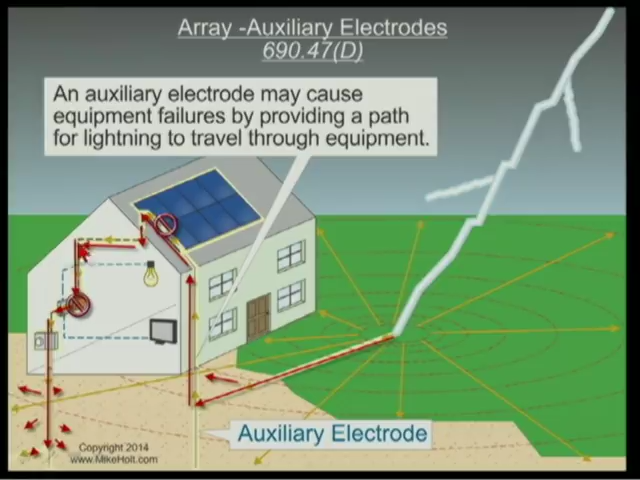 Array -Auxiliary Electrodes
690.47(D)
An auxiliary electrode may cause
equipment failures by providing a path
for lightning to travel through equipment.
Auxiliary Electrode
Copyright 2014
www.MikeHolt.com